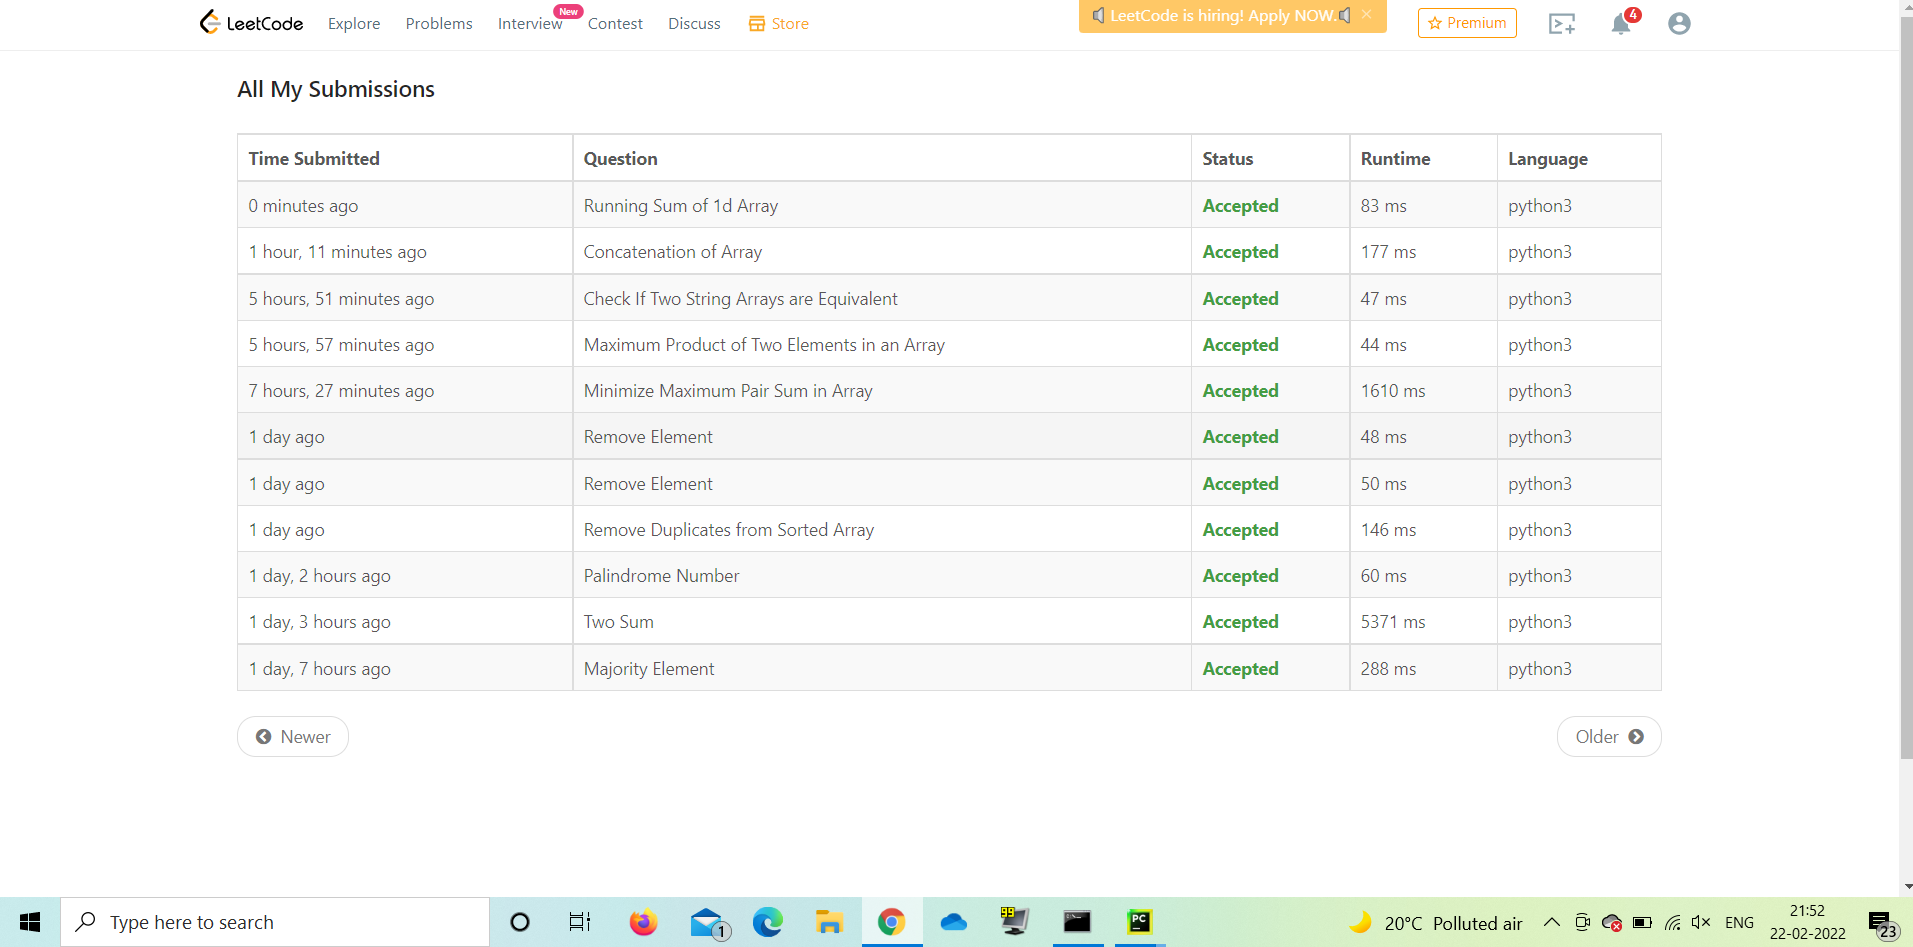 LeetCode Explore Problems Interview New Contest Discuss Store LeetCode is hiring! Apply NOW. × Premium 4
All My Submissions
Time Submitted Question Status Runtime Language
0 minutes ago Running Sum of 1d Array Accepted 83 ms python3
1 hour, 11 minutes ago Concatenation of Array Accepted 177 ms python3
5 hours, 51 minutes ago Check If Two String Arrays are Equivalent Accepted 47 ms python3
5 hours, 57 minutes ago Maximum Product of Two Elements in an Array Accepted 44 ms python3
7 hours, 27 minutes ago Minimize Maximum Pair Sum in Array Accepted 1610 ms python3
1 day ago Remove Element Accepted 48 ms python3
1 day ago Remove Element Accepted 50 ms python3
1 day ago Remove Duplicates from Sorted Array Accepted 146 ms python3
1 day, 2 hours ago Palindrome Number Accepted 60 ms python3
1 day, 3 hours ago Two Sum Accepted 5371 ms python3
1 day, 7 hours ago Majority Element Accepted 288 ms python3
Newer Older
Type here to search 1 99 PC 20°C Polluted air ENG 21:52
22-02-2022 23